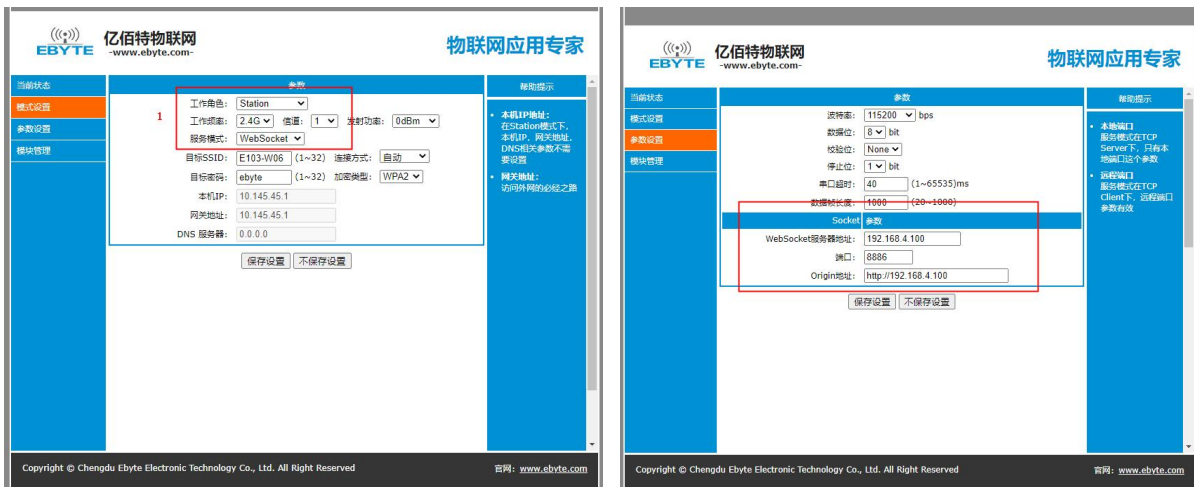 EBYTE
亿佰特物联网
-www.ebyte.com-
物联网应用专家
当前状态
模式设置
参数设置
模块管理
参数
1
工作角色: Station
工作频率: 2.4G 信道: 1 发射功率: 0dBm
服务模式: WebSocket
目标SSID: E103-W06 (1~32) 连接方式: 自动
目标密码: ebyte (1~32) 加密类型: WPA2
本机IP: 10.145.45.1
网关地址: 10.145.45.1
DNS 服务器: 0.0.0.0
保存设置 不保存设置
帮助提示
本机IP地址:
在Station模式下,
本机IP, 网关地址,
DNS相关参数不需
要设置
网关地址:
访问外网的必经之路
Copyright © Chengdu Ebyte Electronic Technology Co., Ltd. All Right Reserved
官网: www.ebyte.com
EBYTE
亿佰特物联网
-www.ebyte.com-
物联网应用专家
当前状态
模式设置
参数设置
模块管理
参数
波特率: 115200 bps
数据位: 8 bit
校验位: None
停止位: 1 bit
串口超时: 40 (1~65535)ms
数据帧长度: 1000 (20~1000)
Socket 参数
WebSocket服务器地址: 192.168.4.100
端口: 8886
Origin地址: http://192.168.4.100
保存设置 不保存设置
帮助提示
本地端口
服务模式在TCP
Server下, 只有本
地端口这个参数
远程端口
服务模式在TCP
Client下, 远程端口
参数有效
Copyright © Chengdu Ebyte Electronic Technology Co., Ltd. All Right Reserved
官网: www.ebyte.com